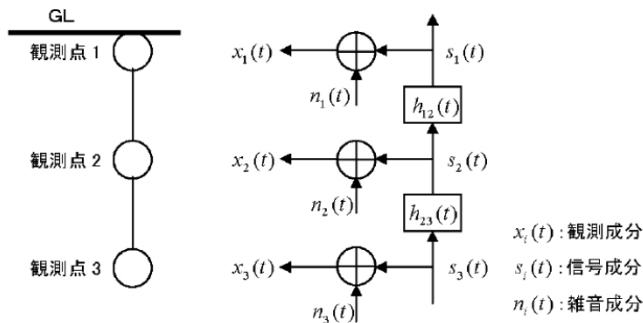 GL
観測点1
観測点2
観測点3
x₁(t)
n₁(t)
s₁(t)
h₁₂(t)
x₂(t)
n₂(t)
s₂(t)
h₂₃(t)
x₃(t)
n₃(t)
s₃(t)
xᵢ(t):観測成分
sᵢ(t):信号成分
nᵢ(t):雑音成分